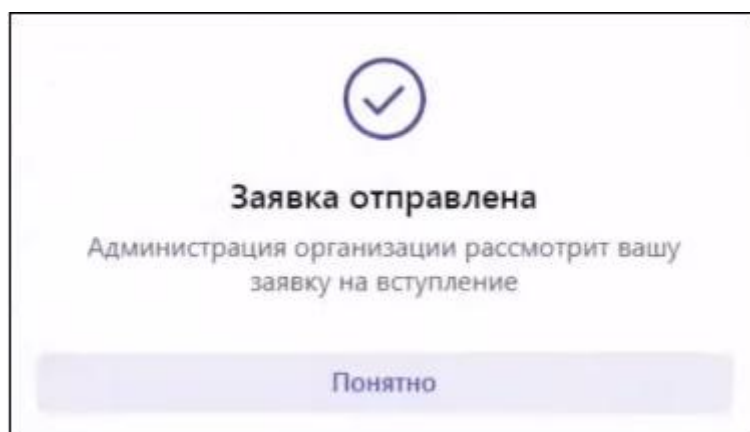 Заявка отправлена
Администрация организации рассмотрит вашу
заявку на вступление
Понятно